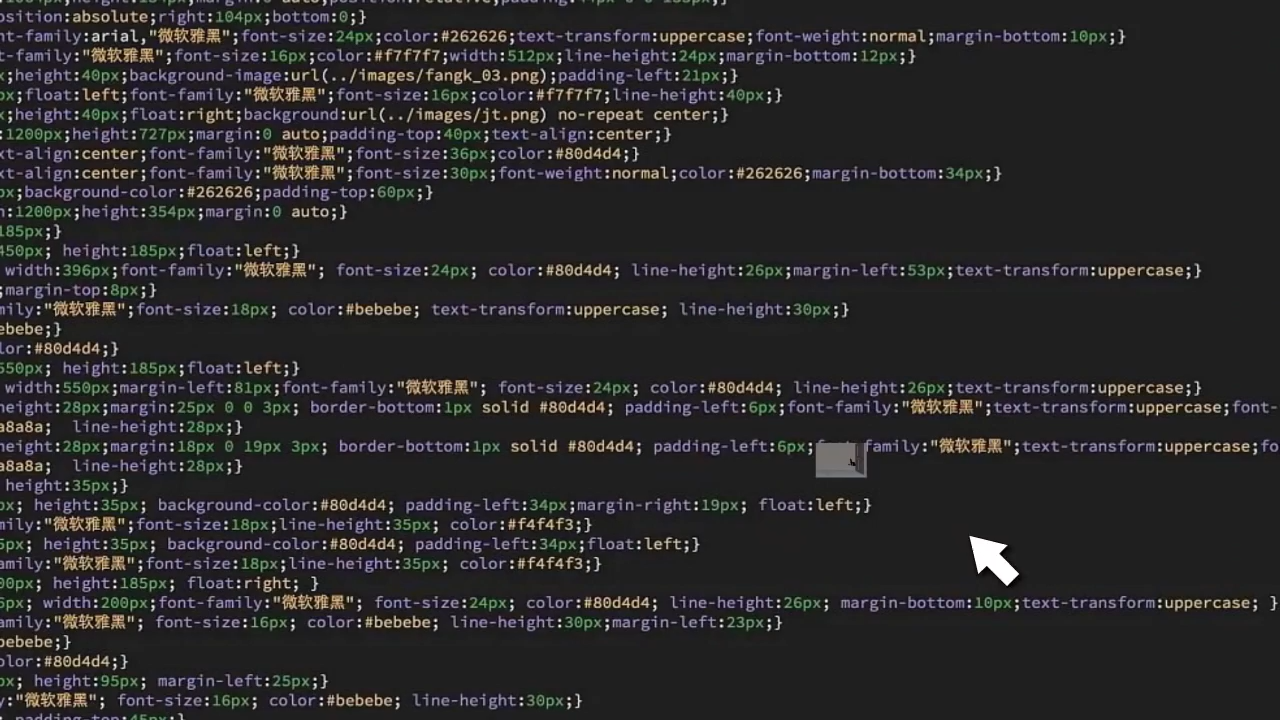 osition:absolute;right:104px;bottom:0;}
nt-family:arial,"微软雅黑";font-size:24px;color:#262626;text-transform:uppercase;font-weight:normal;margin-bottom:10px;}
t-family:"微软雅黑";font-size:16px;color:#f7f7f7;width:512px;line-height:24px;margin-bottom:12px;}
x;height:40px;background-image:url(../images/fangk_03.png);padding-left:21px;}
px;float:left;font-family:"微软雅黑";font-size:16px;color:#f7f7f7;line-height:40px;}
x;height:40px;float:right;background:url(../images/jt.png) no-repeat center;}
:1200px;height:727px;margin:0 auto;padding-top:40px;text-align:center;}
xt-align:center;font-family:"微软雅黑";font-size:36px;color:#80d4d4;}
xt-align:center;font-family:"微软雅黑";font-size:30px;font-weight:normal;color:#262626;margin-bottom:34px;}
px;background-color:#262626;padding-top:60px;}
h:1200px;height:354px;margin:0 auto;}
185px;}
450px; height:185px;float:left;}
width:396px;font-family:"微软雅黑"; font-size:24px; color:#80d4d4; line-height:26px;margin-left:53px;text-transform:uppercase;}
;margin-top:8px;}
mily:"微软雅黑";font-size:18px; color:#bebebe; text-transform:uppercase; line-height:30px;}
ebebe;}
lor:#80d4d4;}
550px; height:185px;float:left;}
width:550px;margin-left:81px;font-family:"微软雅黑"; font-size:24px; color:#80d4d4; line-height:26px;text-transform:uppercase;}
height:28px;margin:25px 0 0 3px; border-bottom:1px solid #80d4d4; padding-left:6px;font-family:"微软雅黑";text-transform:uppercase;font-
a8a8a;  line-height:28px;}
height:28px;margin:18px 0 19px 3px; border-bottom:1px solid #80d4d4; padding-left:6px;font-family:"微软雅黑";text-transform:uppercase;fo
a8a8a;  line-height:28px;}
height:35px;}
px; height:35px; background-color:#80d4d4; padding-left:34px;margin-right:19px; float:left;}
mily:"微软雅黑";font-size:18px;line-height:35px; color:#f4f4f3;}
5px; height:35px; background-color:#80d4d4; padding-left:34px;float:left;}
amily:"微软雅黑";font-size:18px;line-height:35px; color:#f4f4f3;}
00px; height:185px; float:right; }
6px; width:200px;font-family:"微软雅黑"; font-size:24px; color:#80d4d4; line-height:26px; margin-bottom:10px;text-transform:uppercase; }
amily:"微软雅黑"; font-size:16px; color:#bebebe; line-height:30px;margin-left:23px;}
bebebe;}
olor:#80d4d4;}
px; height:95px; margin-left:25px;}
y:"微软雅黑"; font-size:16px; color:#bebebe; line-height:30px;}